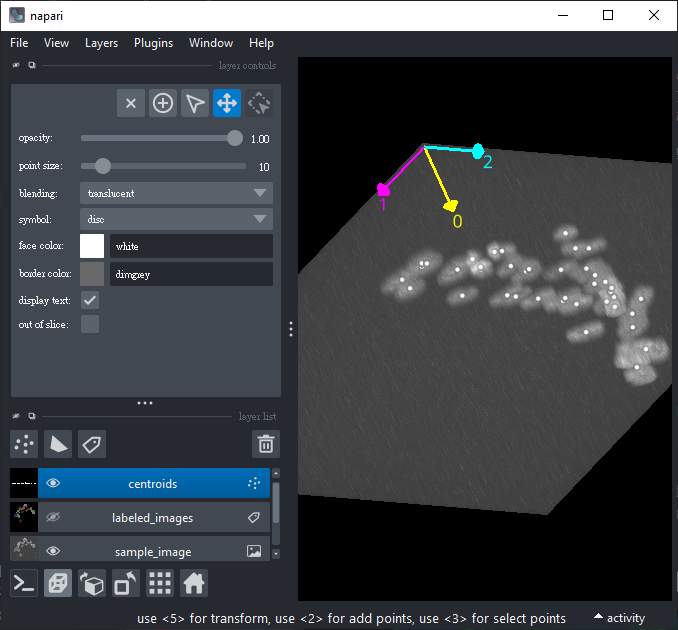 napari
File View Layers Plugins Window Help
layer controls
opacity: 1.00
point size: 10
blending: translucent
symbol: disc
face color: white
border color: dimgrey
display text:
out of slice:
2
1
0
layer list
centroids
labeled_images
sample_image
use <5> for transform, use <2> for add points, use <3> for select points
activity